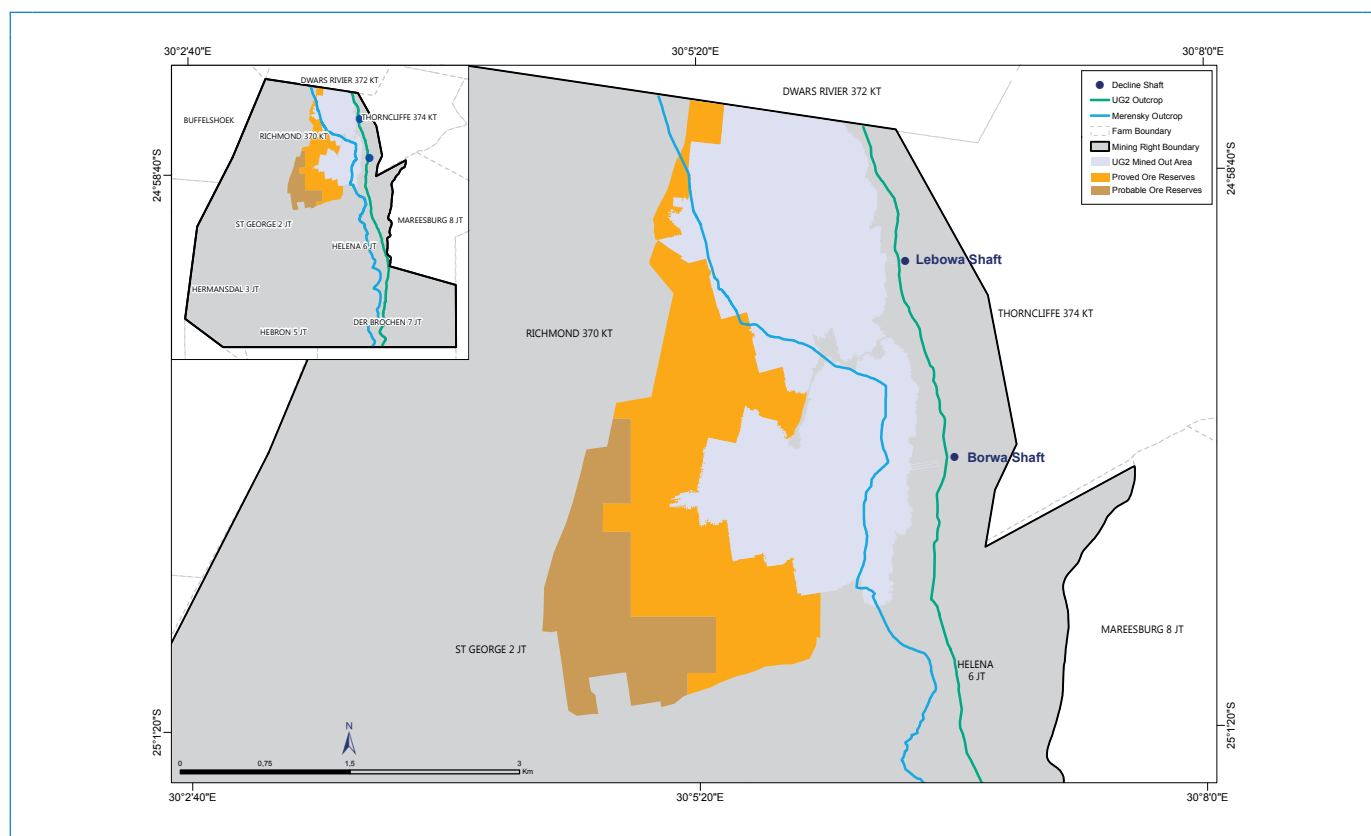 30°2'40"E
30°5'20"E
30°8'0"E
DWARS RIVIER 372 KT
BUFFELSHOEK
THORNCLIFFE 374 KT
RICHMOND 370 KT
24°58'40"S
MAREESBURG 8 JT
ST GEORGE 2 JT
HELENA 6 JT
HERMANSDAL 3 JT
DER BROCHEN 7 JT
HEBRON 5 JT
DWARS RIVIER 372 KT
Decline Shaft
UG2 Outcrop
Merensky Outcrop
Farm Boundary
Mining Right Boundary
UG2 Mined Out Area
Proved Ore Reserves
Probable Ore Reserves
24°58'40"S
Lebowa Shaft
THORNCLIFFE 374 KT
RICHMOND 370 KT
Borwa Shaft
MAREESBURG 8 JT
ST GEORGE 2 JT
HELENA
6 JT
25°1'20"S
25°1'20"S
N
0 0,75 1,5 3
Km
30°2'40"E
30°5'20"E
30°8'0"E